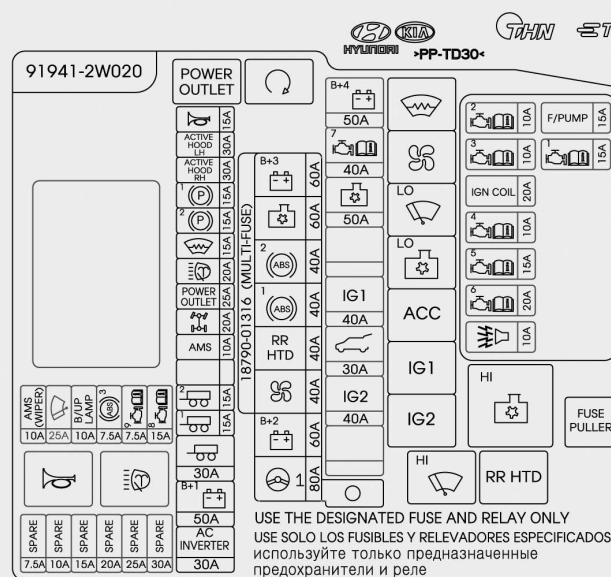 HYUNDAI
KIA
THN
ET
>PP-TD30<
91941-2W020
POWER
OUTLET
15A
ACTIVE
HOOD
LH
30A
ACTIVE
HOOD
RH
30A
1 (P) 15A
2 (P) 15A
15A
20A
POWER
OUTLET
25A
20A
AMS
10A
2 15A
1 15A
30A
B+1
50A
AC
INVERTER
30A
18790-01316 (MULTI-FUSE)
B+3
60A
60A
2 (ABS) 40A
1 (ABS) 40A
RR
HTD
40A
40A
B+2
60A
1 80A
B+4
50A
7
40A
50A
IG1
40A
30A
IG2
40A
LO
LO
ACC
IG1
IG2
HI
2 10A
F/PUMP 15A
3 10A
1 15A
IGN COIL 20A
4 10A
5 15A
6 20A
10A
HI
FUSE
PULLER
RR HTD
AMS
(WIPER)
10A
25A
B/UP
LAMP
10A
3 (ABS)
7.5A
9
7.5A
8
15A
SPARE
7.5A
SPARE
10A
SPARE
15A
SPARE
20A
SPARE
25A
SPARE
30A
USE THE DESIGNATED FUSE AND RELAY ONLY
USE SOLO LOS FUSIBLES Y RELEVADORES ESPECIFICADOS
используйте только предназначенные
предохранители и реле